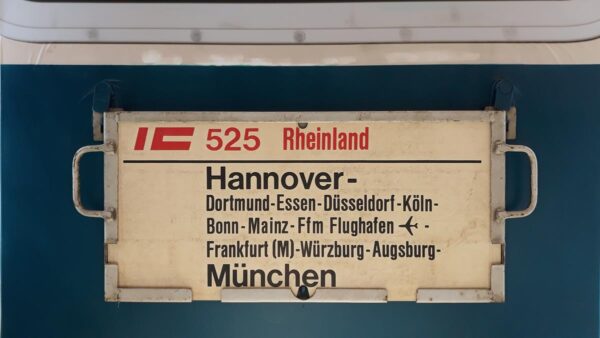 IC 525 Rheinland
Hannover-
Dortmund-Essen-Düsseldorf-Köln-
Bonn-Mainz-Ffm Flughafen ✈ -
Frankfurt (M)-Würzburg-Augsburg-
München